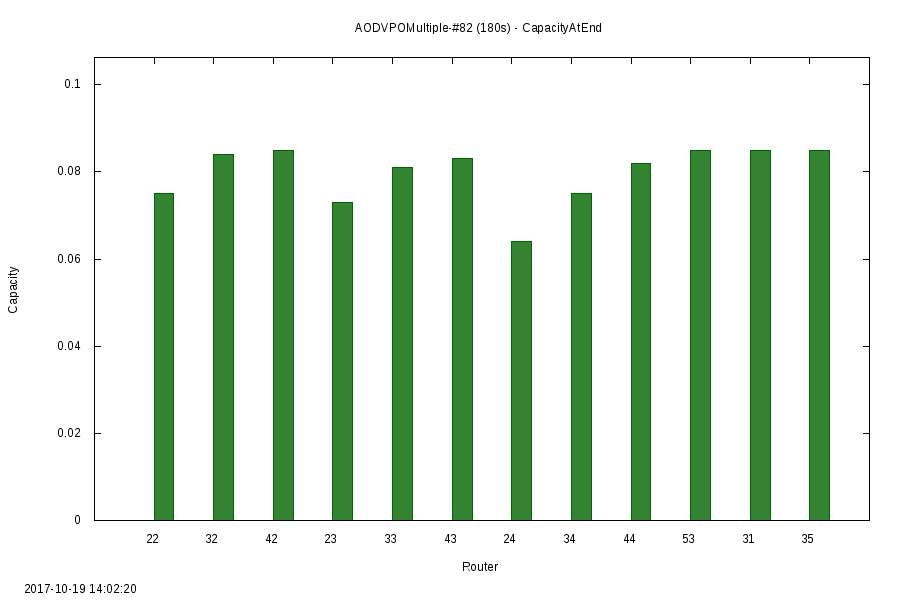 AODVPOMultiple-#82 (180s) - CapacityAtEnd
0.1
0.08
0.06
0.04
0.02
0
Capacity
22 32 42 23 33 43 24 34 44 53 31 35
Router
2017-10-19 14:02:20